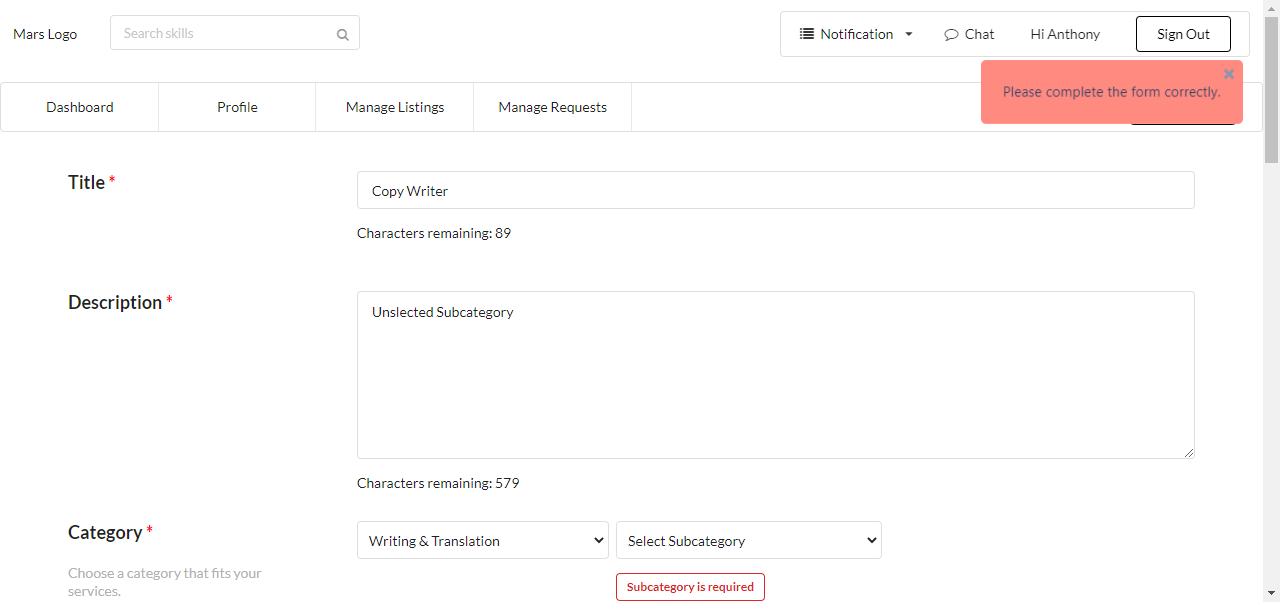 Mars Logo
Search skills
Notification
Chat
Hi Anthony
Sign Out
Please complete the form correctly.
Dashboard
Profile
Manage Listings
Manage Requests
Title *
Copy Writer
Characters remaining: 89
Description *
Unslected Subcategory
Characters remaining: 579
Category *
Writing & Translation
Select Subcategory
Choose a category that fits your
services.
Subcategory is required